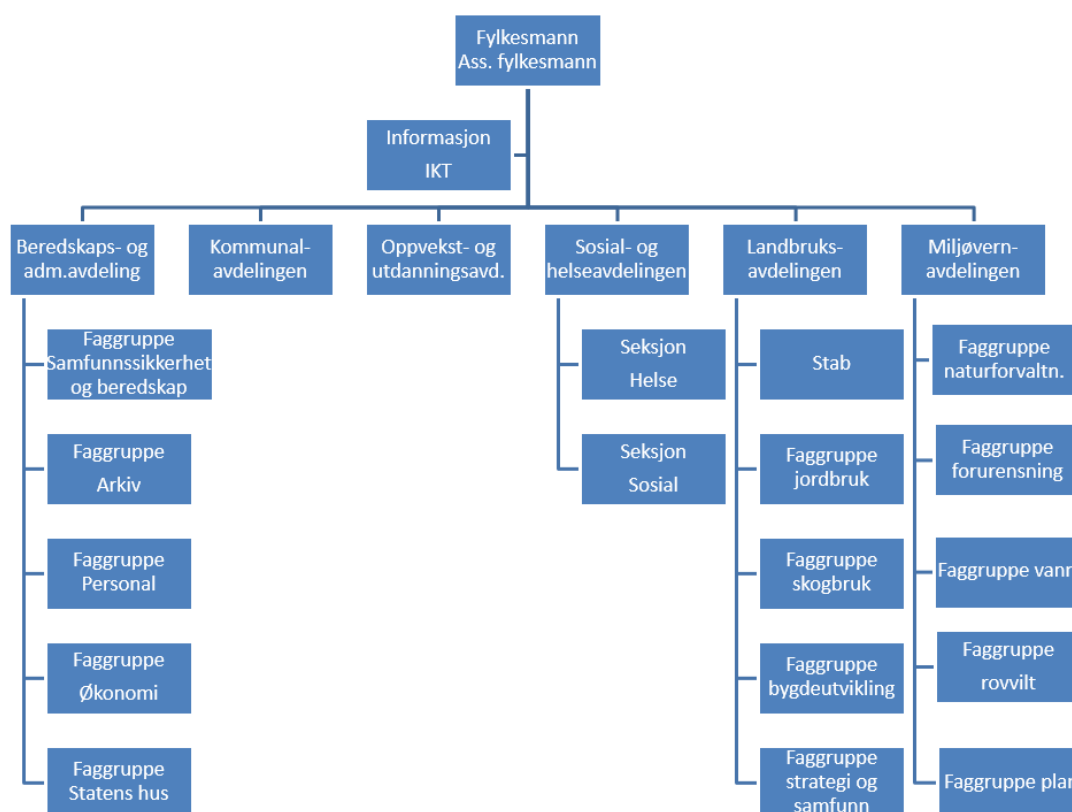 Fylkesmann
Ass. fylkesmann
Informasjon
IKT
Beredskaps- og
adm.avdeling
Kommunal-
avdelingen
Oppvekst- og
utdanningsavd.
Sosial- og
helseavdelingen
Landbruks-
avdelingen
Miljøvern-
avdelingen
Faggruppe
Samfunnssikkerhet
og beredskap
Faggruppe
Arkiv
Faggruppe
Personal
Faggruppe
Økonomi
Faggruppe
Statens hus
Seksjon
Helse
Seksjon
Sosial
Stab
Faggruppe
jordbruk
Faggruppe
skogbruk
Faggruppe
bygdeutvikling
Faggruppe
strategi og
samfunn
Faggruppe
naturforvaltn.
Faggruppe
forurensning
Faggruppe vann
Faggruppe
rovvilt
Faggruppe plan